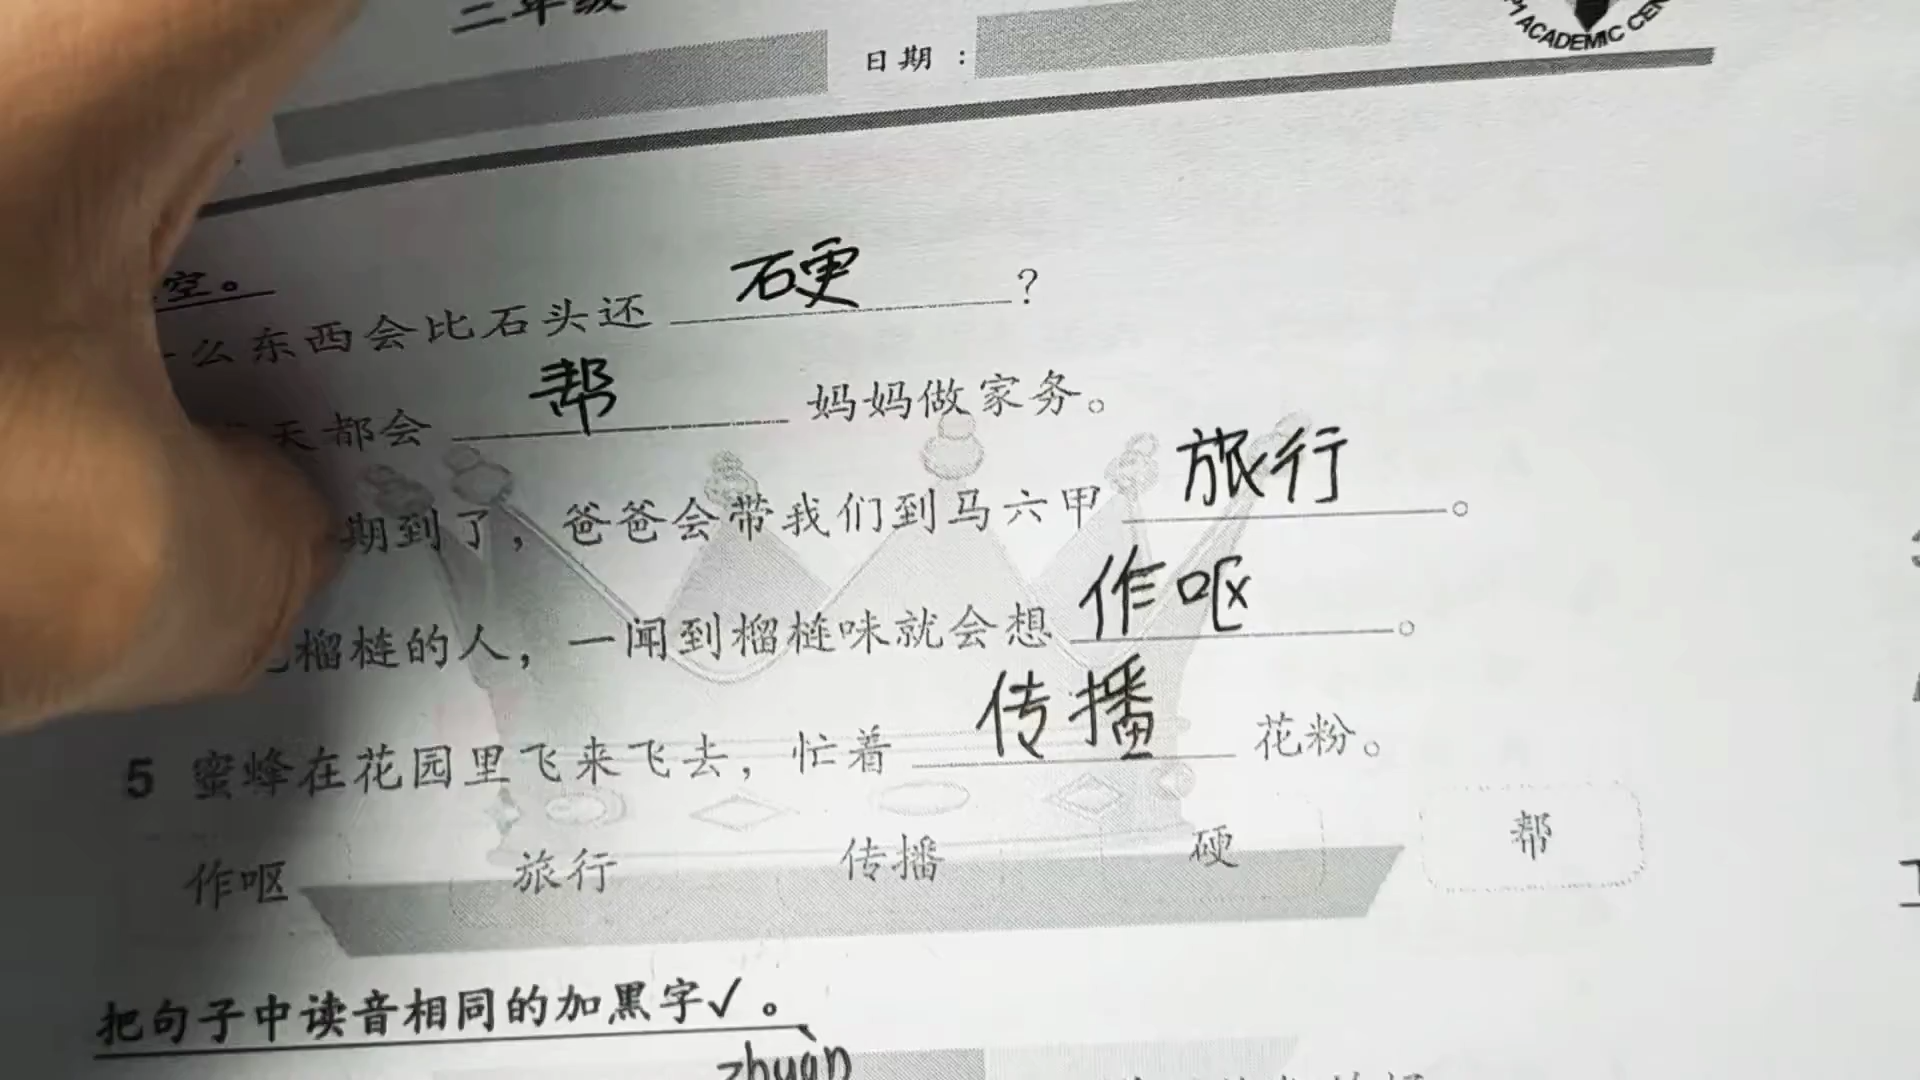 三年级
日期：
P1 ACADEMIC CEN
空。
么东西会比石头还 硬 ？
天都会 帮 妈妈做家务。
期到了，爸爸会带我们到马六甲 旅行 。
榴梿的人，一闻到榴梿味就会想 作呕 。
5 蜜蜂在花园里飞来飞去，忙着 传播 花粉。
作呕 旅行 传播 硬 帮
把句子中读音相同的加黑字✓。
zhuàn